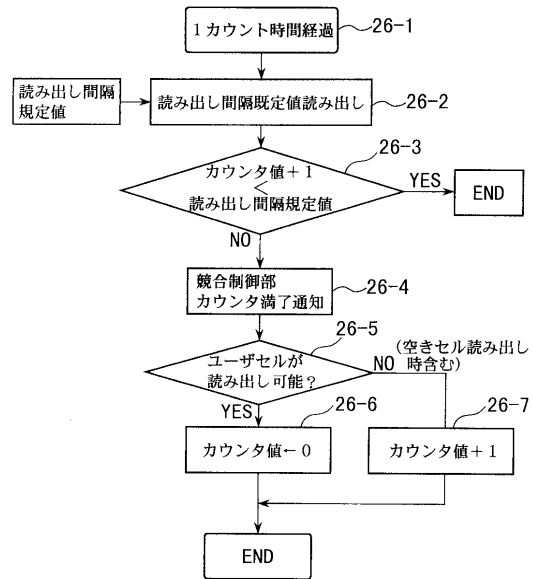 1カウント時間経過
26-1
読み出し間隔
規定値
読み出し間隔既定値読み出し
26-2
26-3
カウンタ値+1
<
読み出し間隔規定値
YES
END
NO
競合制御部
カウンタ満了通知
26-4
26-5
ユーザセルが
読み出し可能?
NO
(空きセル読み出し
時含む)
YES
26-6
26-7
カウンタ値←0
カウンタ値+1
END